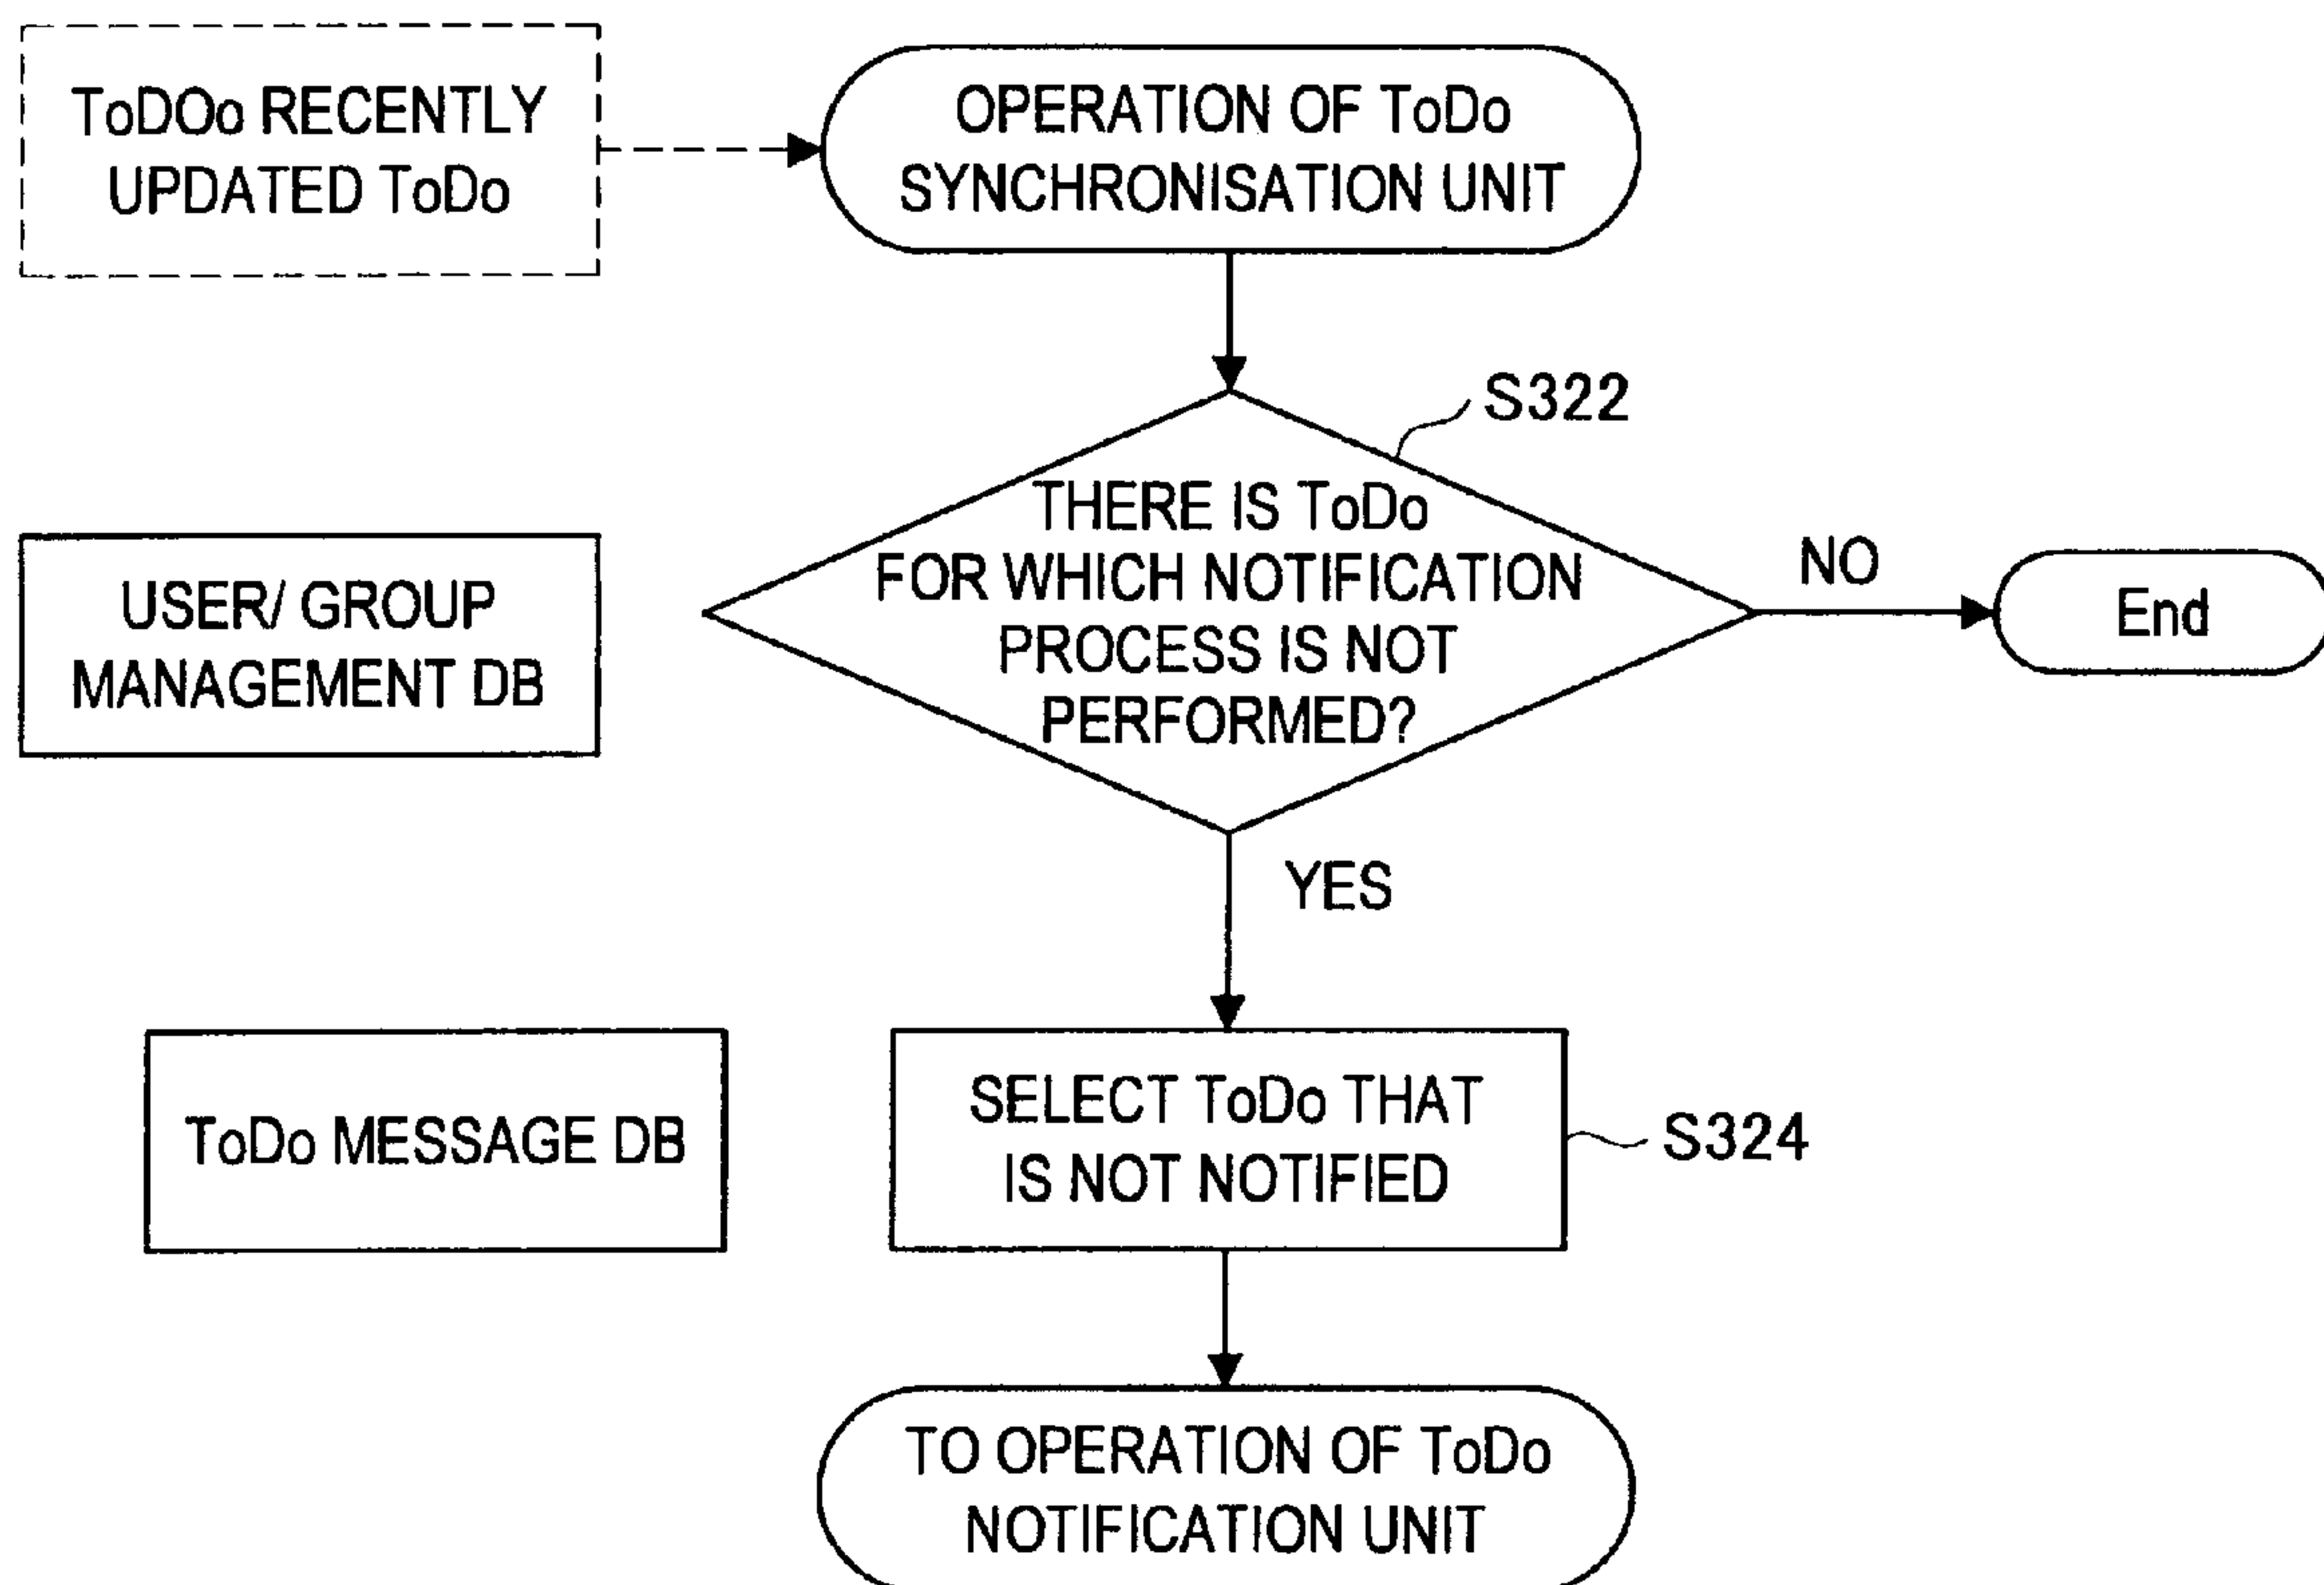 ToDOo RECENTLY
UPDATED ToDo
OPERATION OF ToDo
SYNCHRONISATION UNIT
S322
THERE IS ToDo
FOR WHICH NOTIFICATION
PROCESS IS NOT
PERFORMED?
NO
End
USER/ GROUP
MANAGEMENT DB
YES
ToDo MESSAGE DB
SELECT ToDo THAT
IS NOT NOTIFIED
S324
TO OPERATION OF ToDo
NOTIFICATION UNIT